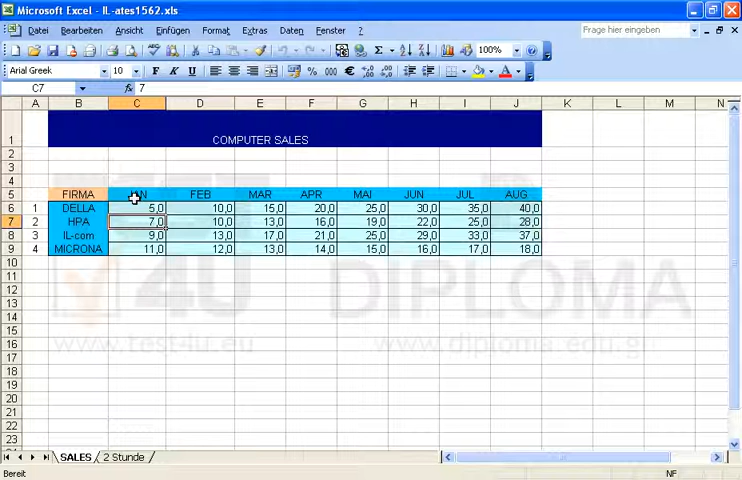 Microsoft Excel - IL-ates1562.xls
Datei Bearbeiten Ansicht Einfügen Format Extras Daten Fenster ? Frage hier eingeben
100%
Arial Greek 10 F K U % 000 €
C7 7
A B C D E F G H I J K L M N
1 COMPUTER SALES
2
3
4
5 FIRMA JAN FEB MAR APR MAI JUN JUL AUG
6 1 DELLA 5,0 10,0 15,0 20,0 25,0 30,0 35,0 40,0
7 2 HPA 7,0 10,0 13,0 16,0 19,0 22,0 25,0 28,0
8 3 IL-com 9,0 13,0 17,0 21,0 25,0 29,0 33,0 37,0
9 4 MICRONA 11,0 12,0 13,0 14,0 15,0 16,0 17,0 18,0
10
11
12
13
14
15
16
17
18
19
20
21
22
23
TEST 4U DIPLOMA
www.test4u.eu www.diploma.edu.gr
SALES 2 Stunde
Bereit NF